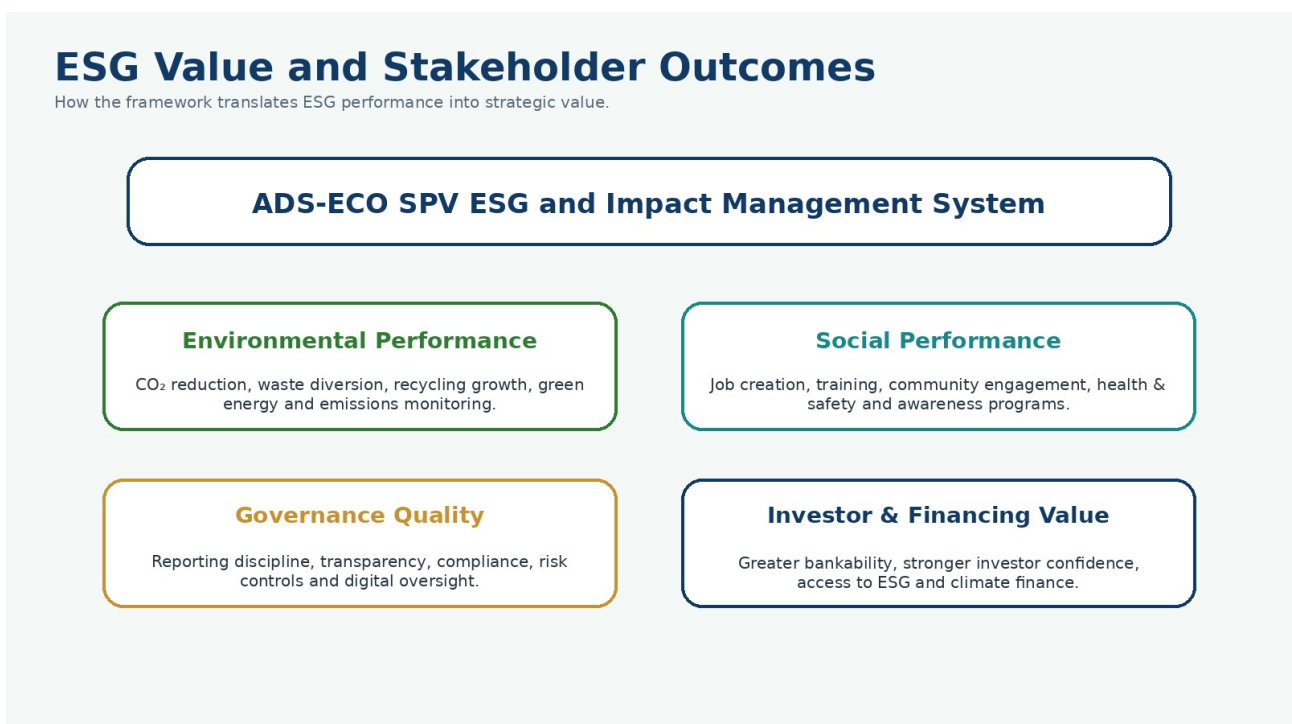 ESG Value and Stakeholder Outcomes
How the framework translates ESG performance into strategic value.
ADS-ECO SPV ESG and Impact Management System
Environmental Performance
CO₂ reduction, waste diversion, recycling growth, green
energy and emissions monitoring.
Social Performance
Job creation, training, community engagement, health &
safety and awareness programs.
Governance Quality
Reporting discipline, transparency, compliance, risk
controls and digital oversight.
Investor & Financing Value
Greater bankability, stronger investor confidence,
access to ESG and climate finance.